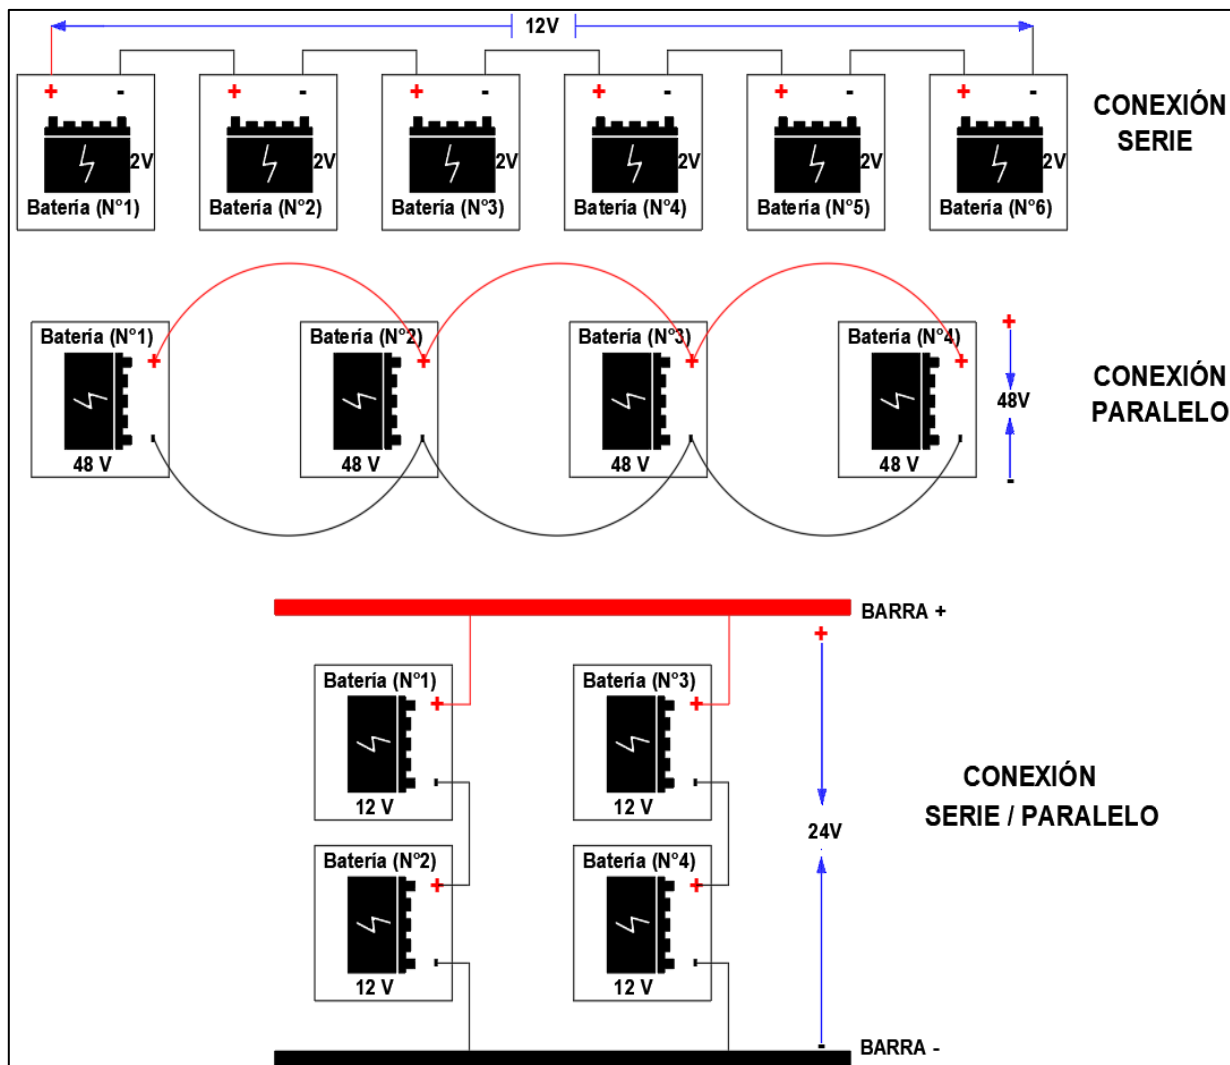 12V
+ - + - + - + - + - + -
2V 2V 2V 2V 2V 2V
Batería (N°1) Batería (N°2) Batería (N°3) Batería (N°4) Batería (N°5) Batería (N°6)
CONEXIÓN
SERIE
Batería (N°1) Batería (N°2) Batería (N°3) Batería (N°4)
+ + + + +
- - - -
48 V 48 V 48 V 48 V
48V
-
CONEXIÓN
PARALELO
BARRA +
+
Batería (N°1) Batería (N°3)
+ +
- -
12 V 12 V
Batería (N°2) Batería (N°4)
+ +
- -
12 V 12 V
24V
-
BARRA -
CONEXIÓN
SERIE / PARALELO